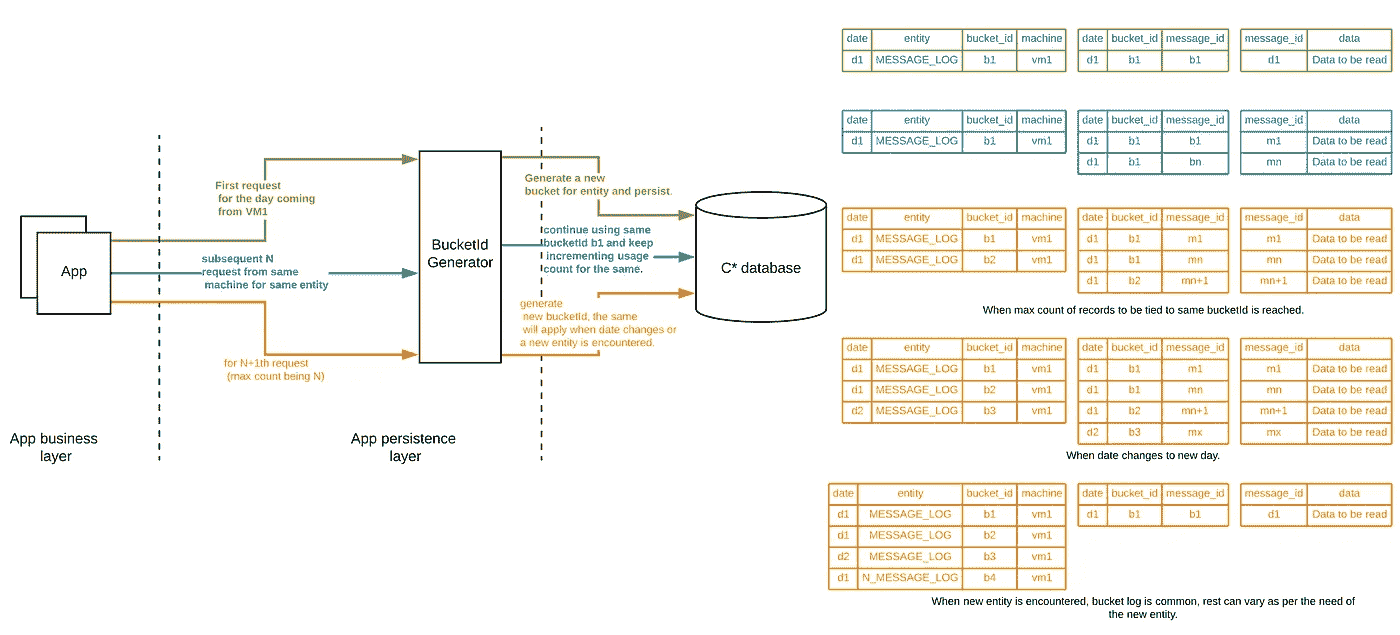 First request
for the day coming
from VM1
subsequent N
request from same
machine for same entity
for N+1th request
(max count being N)
App
App business
layer
App persistence
layer
BucketId
Generator
Generate a new
bucket for entity and persist.
continue using same
bucketId b1 and keep
incrementing usage
count for the same.
generate
new bucketId, the same
will apply when date changes or
a new entity is encountered.
C* database
date entity bucket_id machine date bucket_id message_id message_id data
d1 MESSAGE_LOG b1 vm1 d1 b1 b1 d1 Data to be read
date entity bucket_id machine date bucket_id message_id message_id data
d1 MESSAGE_LOG b1 vm1 d1 b1 b1 m1 Data to be read
d1 b1 bn mn Data to be read
date entity bucket_id machine date bucket_id message_id message_id data
d1 MESSAGE_LOG b1 vm1 d1 b1 m1 m1 Data to be read
d1 MESSAGE_LOG b2 vm1 d1 b1 mn mn Data to be read
d1 b2 mn+1 mn+1 Data to be read
When max count of records to be tied to same bucketId is reached.
date entity bucket_id machine date bucket_id message_id message_id data
d1 MESSAGE_LOG b1 vm1 d1 b1 m1 m1 Data to be read
d1 MESSAGE_LOG b2 vm1 d1 b1 mn mn Data to be read
d2 MESSAGE_LOG b3 vm1 d1 b2 mn+1 mn+1 Data to be read
d2 b3 mx mx Data to be read
When date changes to new day.
date entity bucket_id machine date bucket_id message_id message_id data
d1 MESSAGE_LOG b1 vm1 d1 b1 b1 d1 Data to be read
d1 MESSAGE_LOG b2 vm1
d2 MESSAGE_LOG b3 vm1
d1 N_MESSAGE_LOG b4 vm1
When new entity is encountered, bucket log is common, rest can vary as per the need of
the new entity.